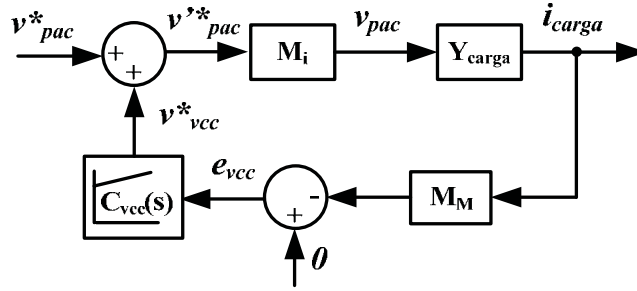 v*pac
+
+
v'*pac
Mi
vpac
Ycarga
icarga
v*vcc
Cvcc(s)
evcc
-
+
MM
0